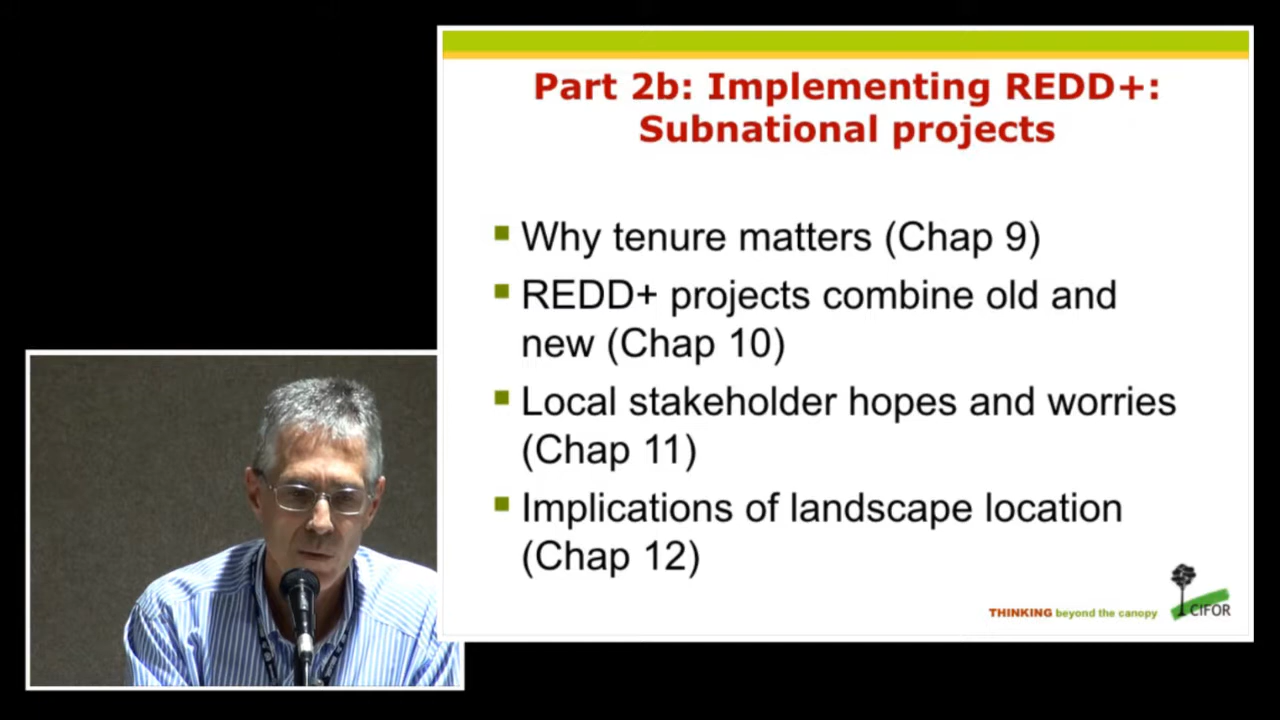 Part 2b: Implementing REDD+:
Subnational projects
▪ Why tenure matters (Chap 9)
▪ REDD+ projects combine old and
new (Chap 10)
▪ Local stakeholder hopes and worries
(Chap 11)
▪ Implications of landscape location
(Chap 12)
THINKING beyond the canopy
CIFOR